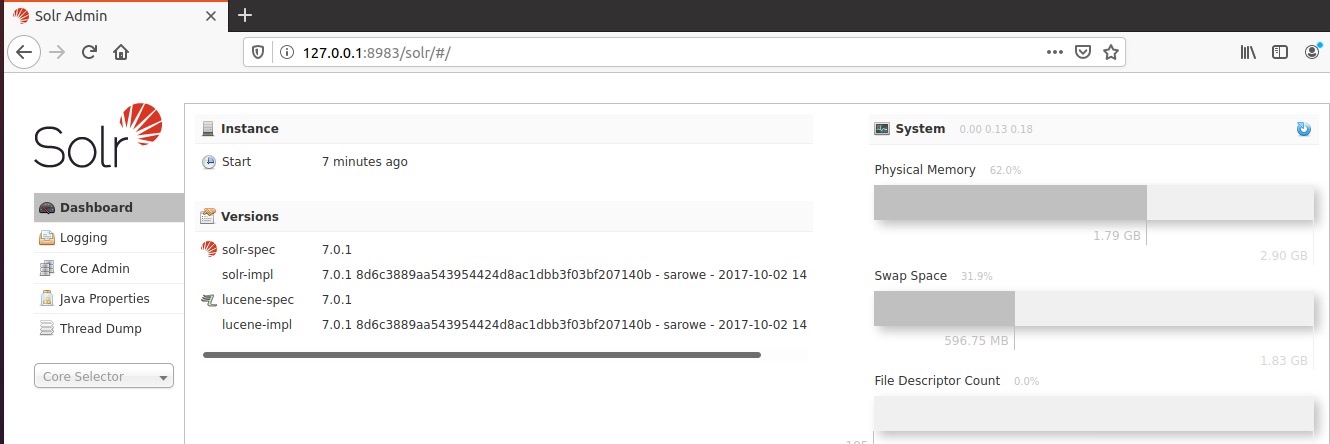 Solr Admin
127.0.0.1:8983/solr/#/
Solr
Dashboard
Logging
Core Admin
Java Properties
Thread Dump
Core Selector
Instance
Start 7 minutes ago
Versions
solr-spec 7.0.1
solr-impl 7.0.1 8d6c3889aa543954424d8ac1dbb3f03bf207140b - sarowe - 2017-10-02 14
lucene-spec 7.0.1
lucene-impl 7.0.1 8d6c3889aa543954424d8ac1dbb3f03bf207140b - sarowe - 2017-10-02 14
System 0.00 0.13 0.18
Physical Memory 62.0%
1.79 GB
2.90 GB
Swap Space 31.9%
596.75 MB
1.83 GB
File Descriptor Count 0.0%